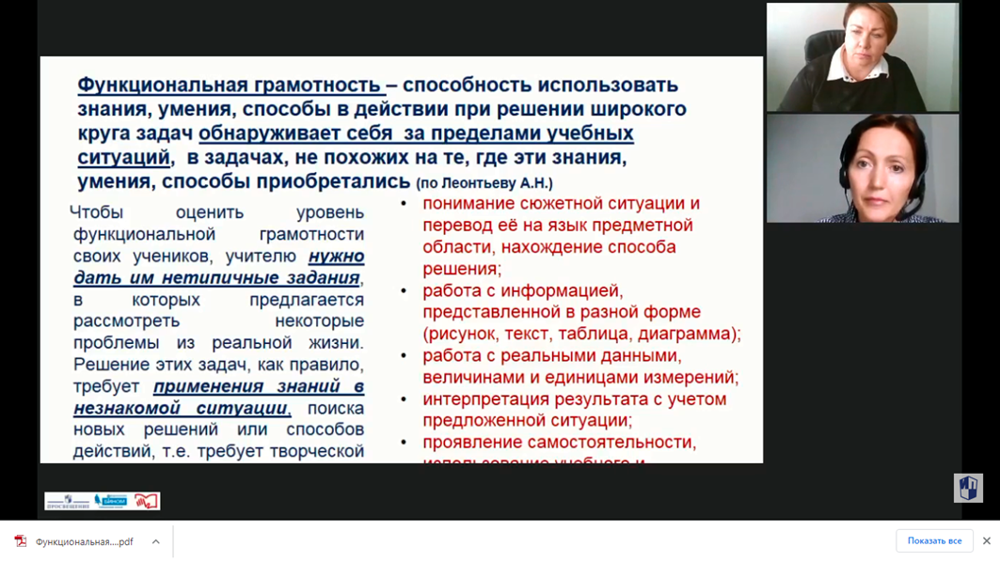 Функциональная грамотность – способность использовать
знания, умения, способы в действии при решении широкого
круга задач обнаруживает себя за пределами учебных
ситуаций, в задачах, не похожих на те, где эти знания,
умения, способы приобретались (по Леонтьеву А.Н.)
Чтобы оценить уровень
функциональной грамотности
своих учеников, учителю нужно
дать им нетипичные задания,
в которых предлагается
рассмотреть некоторые
проблемы из реальной жизни.
Решение этих задач, как правило,
требует применения знаний в
незнакомой ситуации, поиска
новых решений или способов
действий, т.е. требует творческой
• понимание сюжетной ситуации и
перевод её на язык предметной
области, нахождение способа
решения;
• работа с информацией,
представленной в разной форме
(рисунок, текст, таблица, диаграмма);
• работа с реальными данными,
величинами и единицами измерений;
• интерпретация результата с учетом
предложенной ситуации;
• проявление самостоятельности,
использование учебного и
ПРОСВЕЩЕНИЕ
БИНОМ
Функциональная....pdf
Показать все